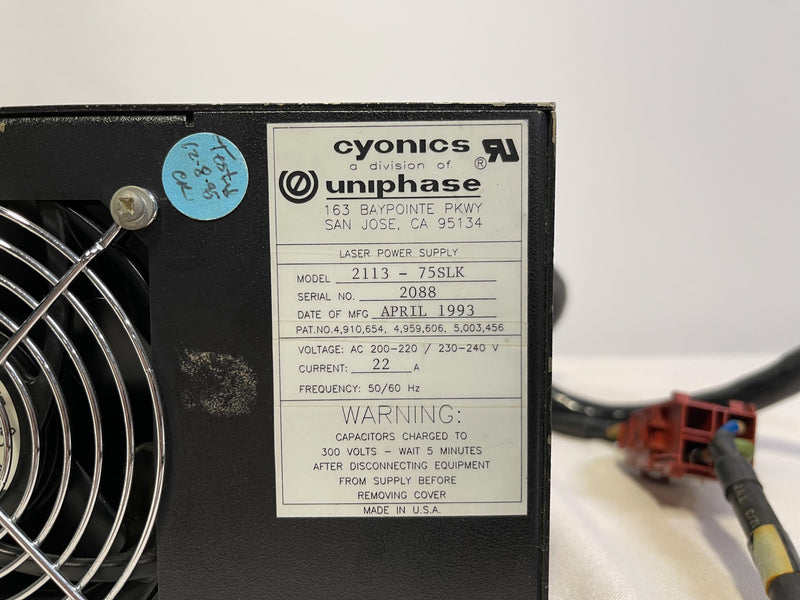 Tested
12-8-95
cyonics
a division of ®
uniphase
163 BAYPOINTE PKWY
SAN JOSE, CA 95134
LASER POWER SUPPLY
MODEL 2113 - 75SLK
SERIAL NO. 2088
DATE OF MFG APRIL 1993
PAT.NO.4,910,654, 4,959,606, 5,003,456
VOLTAGE: AC 200-220 / 230-240 V
CURRENT: 22 A
FREQUENCY: 50/60 Hz
WARNING:
CAPACITORS CHARGED TO
300 VOLTS - WAIT 5 MINUTES
AFTER DISCONNECTING EQUIPMENT
FROM SUPPLY BEFORE
REMOVING COVER
MADE IN U.S.A.